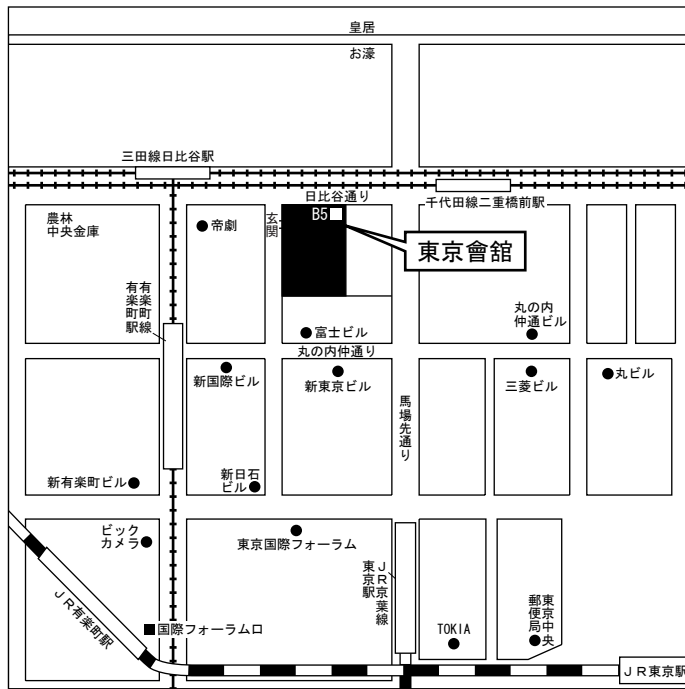 皇居
お濠
三田線日比谷駅
日比谷通り
千代田線二重橋前駅
農林
中央金庫
帝劇
玄関
B5
東京會舘
有楽町線
有楽町駅
富士ビル
丸の内
仲通ビル
丸の内仲通り
新国際ビル
新東京ビル
馬場先通り
三菱ビル
丸ビル
新有楽町ビル
新日石
ビル
ビック
カメラ
東京国際フォーラム
JR京葉線
東京駅
東京中央
郵便局
JR有楽町駅
国際フォーラム口
TOKIA
JR東京駅